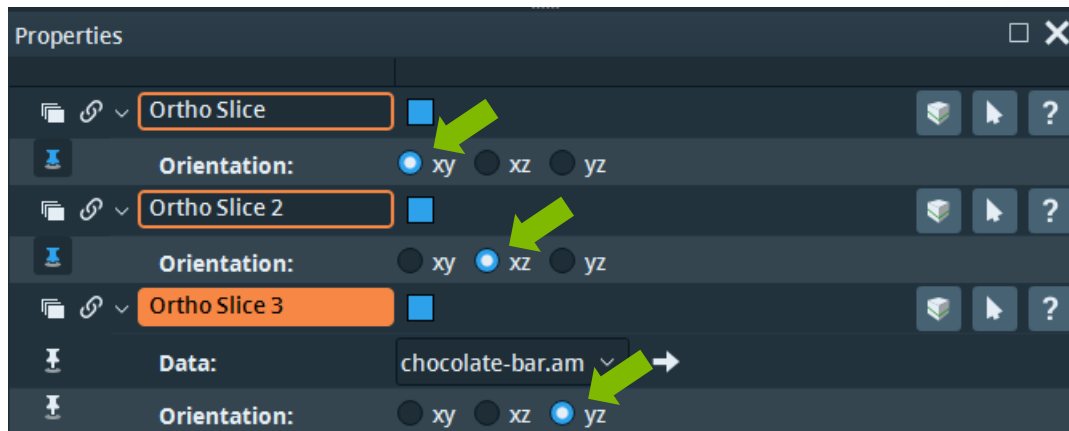 Properties
Ortho Slice ?
Orientation: xy xz yz
Ortho Slice 2 ?
Orientation: xy xz yz
Ortho Slice 3 ?
Data: chocolate-bar.am
Orientation: xy xz yz